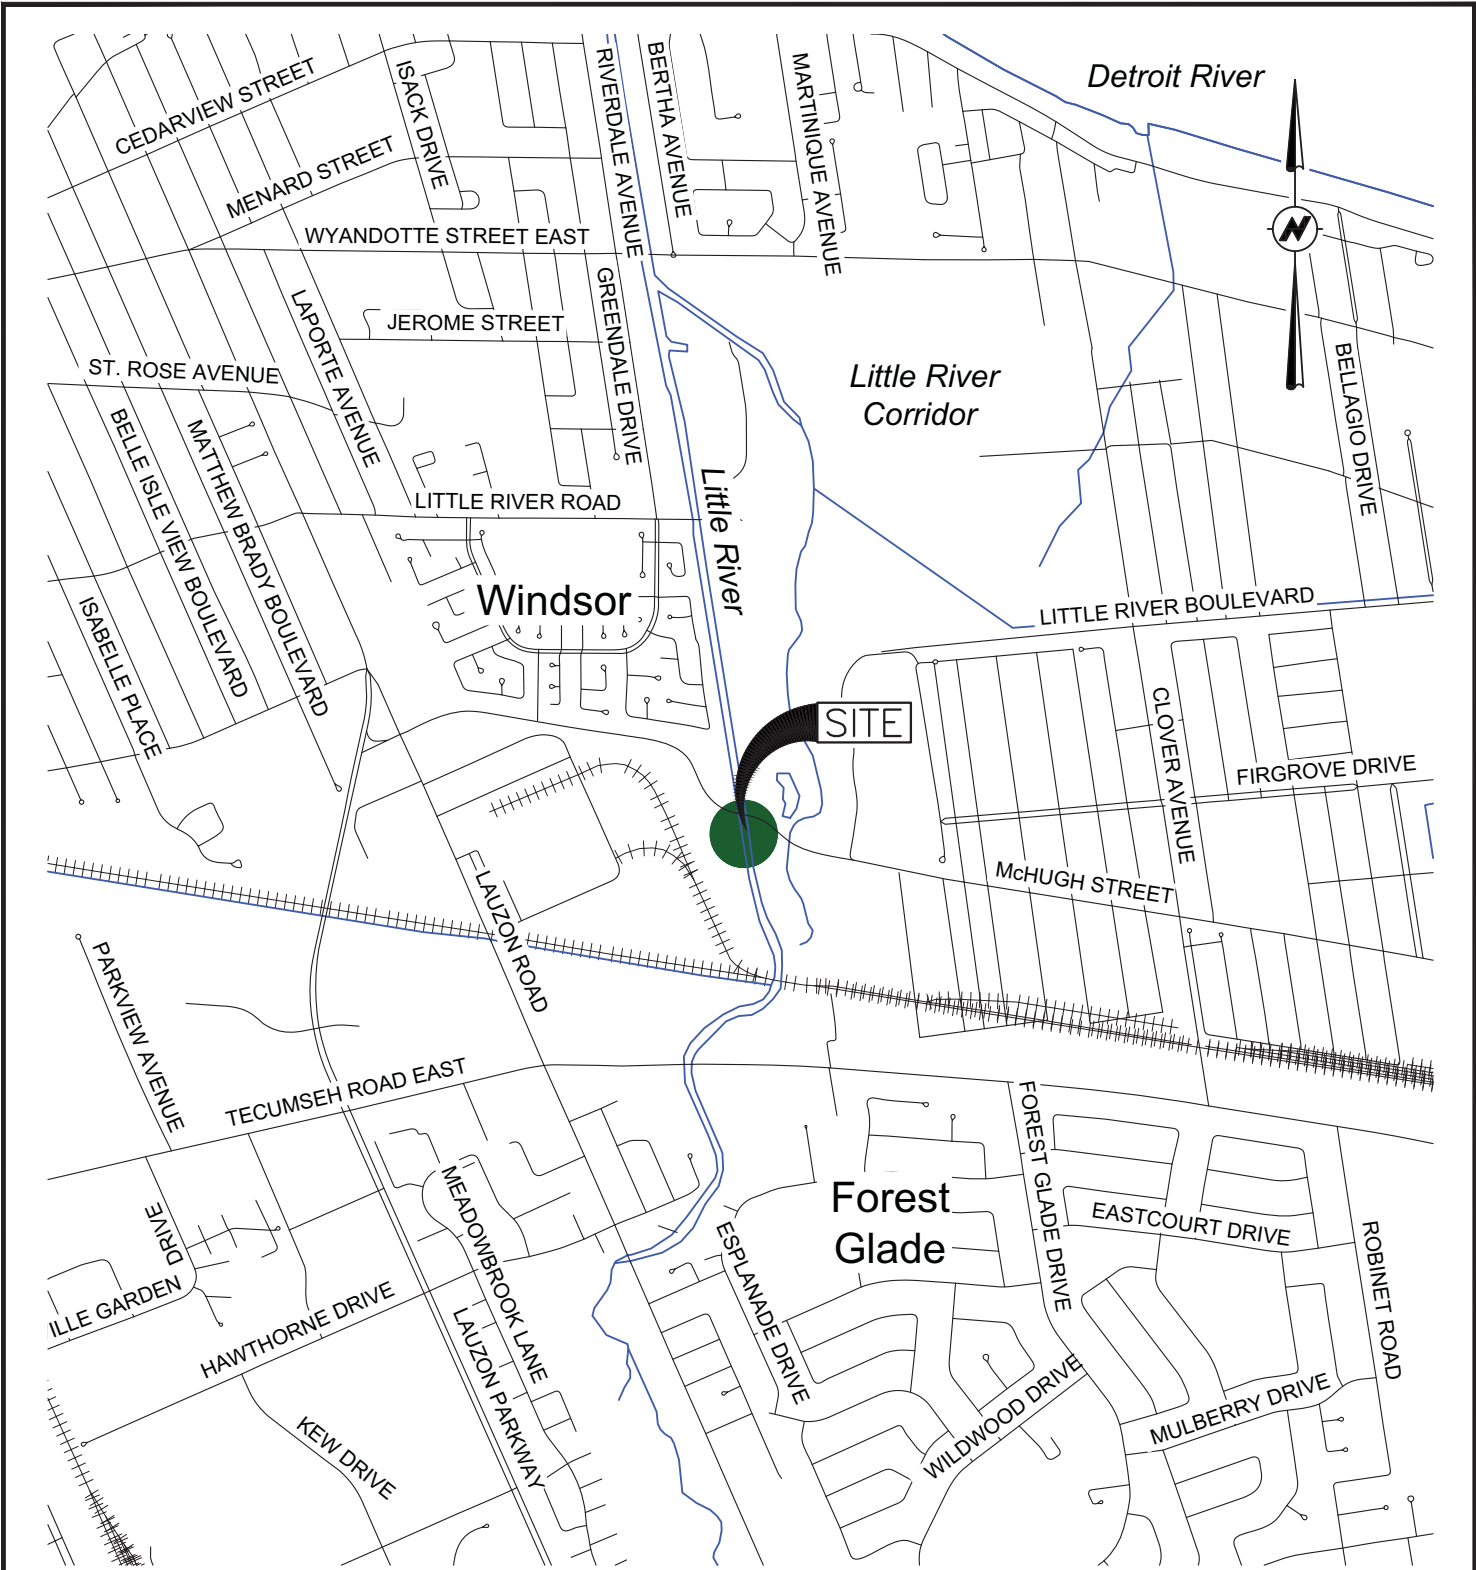 Detroit River
CEDARVIEW STREET
ISACK DRIVE
RIVERDALE AVENUE
BERTHA AVENUE
MARTINIQUE AVENUE
MENARD STREET
N
WYANDOTTE STREET EAST
GREENDALE DRIVE
LAPORTE AVENUE
JEROME STREET
ST. ROSE AVENUE
Little River
Corridor
BELLAGIO DRIVE
BELLE ISLE VIEW BOULEVARD
MATTHEW BRADY BOULEVARD
LITTLE RIVER ROAD
Little River
Windsor
ISABELLE PLACE
LITTLE RIVER BOULEVARD
SITE
CLOVER AVENUE
FIRGROVE DRIVE
McHUGH STREET
LAUZON ROAD
PARKVIEW AVENUE
TECUMSEH ROAD EAST
FOREST GLADE DRIVE
Forest
Glade
EASTCOURT DRIVE
DRIVE
ILLE GARDEN
MEADOWBROOK LANE
ESPLANADE DRIVE
ROBINET ROAD
HAWTHORNE DRIVE
LAUZON PARKWAY
WILDWOOD DRIVE
MULBERRY DRIVE
KEW DRIVE